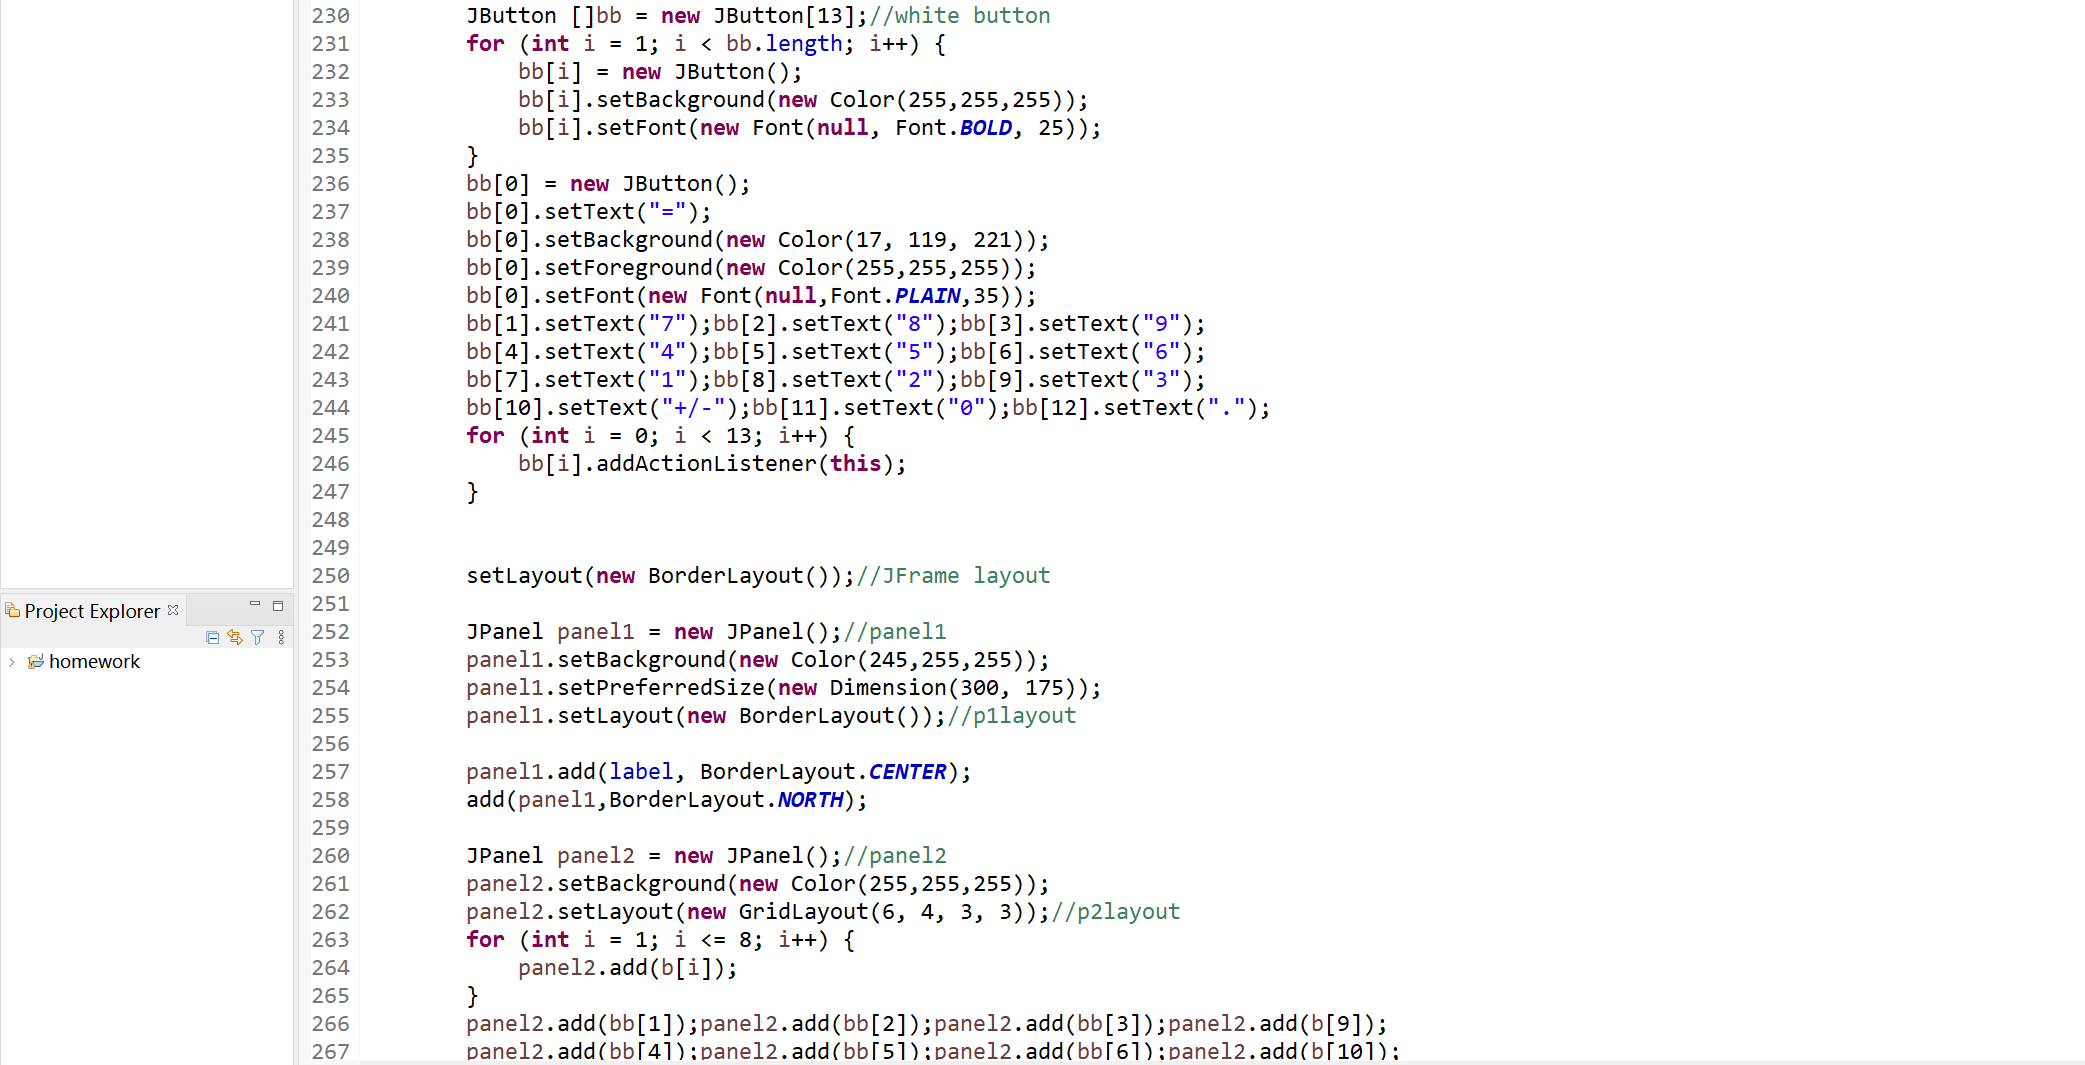 230 JButton []bb = new JButton[13];//white button
231 for (int i = 1; i < bb.length; i++) {
232 bb[i] = new JButton();
233 bb[i].setBackground(new Color(255,255,255));
234 bb[i].setFont(new Font(null, Font.BOLD, 25));
235 }
236 bb[0] = new JButton();
237 bb[0].setText("=");
238 bb[0].setBackground(new Color(17, 119, 221));
239 bb[0].setForeground(new Color(255,255,255));
240 bb[0].setFont(new Font(null,Font.PLAIN,35));
241 bb[1].setText("7");bb[2].setText("8");bb[3].setText("9");
242 bb[4].setText("4");bb[5].setText("5");bb[6].setText("6");
243 bb[7].setText("1");bb[8].setText("2");bb[9].setText("3");
244 bb[10].setText("+/-");bb[11].setText("0");bb[12].setText(".");
245 for (int i = 0; i < 13; i++) {
246 bb[i].addActionListener(this);
247 }
248
249
250 setLayout(new BorderLayout());//JFrame layout
251
252 JPanel panel1 = new JPanel();//panel1
253 panel1.setBackground(new Color(245,255,255));
254 panel1.setPreferredSize(new Dimension(300, 175));
255 panel1.setLayout(new BorderLayout());//p1layout
256
257 panel1.add(label, BorderLayout.CENTER);
258 add(panel1,BorderLayout.NORTH);
259
260 JPanel panel2 = new JPanel();//panel2
261 panel2.setBackground(new Color(255,255,255));
262 panel2.setLayout(new GridLayout(6, 4, 3, 3));//p2layout
263 for (int i = 1; i <= 8; i++) {
264 panel2.add(b[i]);
265 }
266 panel2.add(bb[1]);panel2.add(bb[2]);panel2.add(bb[3]);panel2.add(b[9]);
267 panel2.add(bb[4]);panel2.add(bb[5]);panel2.add(bb[6]);panel2.add(b[10]);
Project Explorer
homework